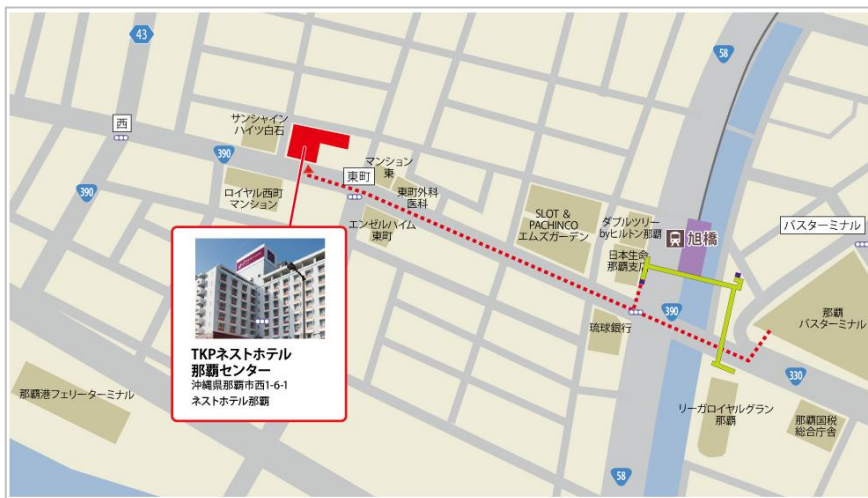 43
58
西
サンシャイン
ハイツ白石
390
390
東町
マンション
東
東町外科
医科
ロイヤル西町
マンション
エンゼルハイム
東町
SLOT &
PACHINCO
エムズガーデン
ダブルツリー
byヒルトン那覇
旭橋
バスターミナル
日本生命
那覇支店
390
那覇
バスターミナル
琉球銀行
330
TKPネストホテル
那覇センター
沖縄県那覇市西1-6-1
ネストホテル那覇
那覇港フェリーターミナル
リーガロイヤルグラン
那覇
那覇国税
総合庁舎
58